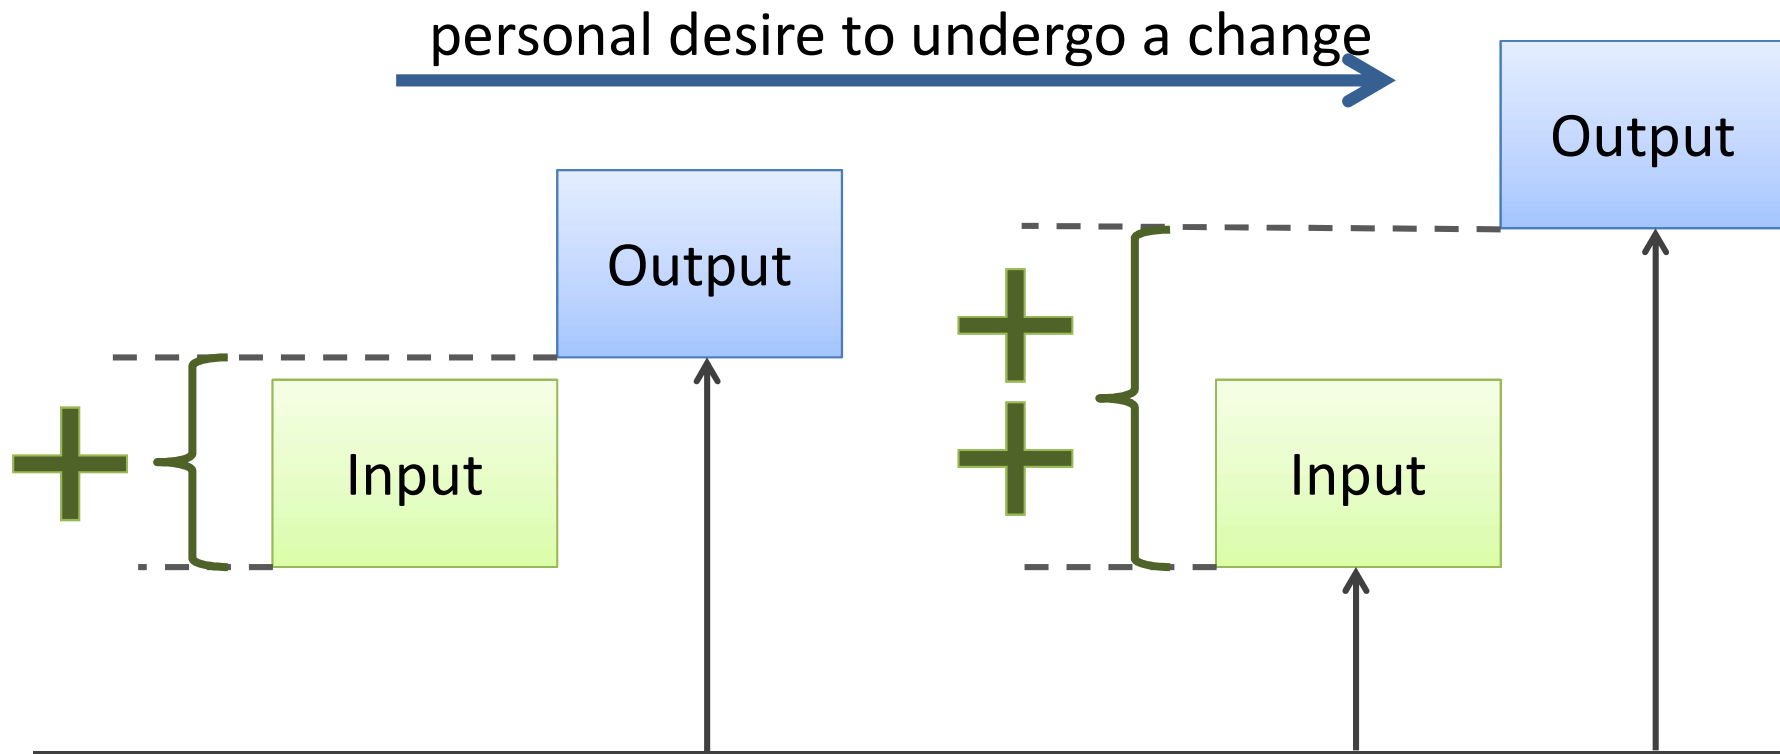 personal desire to undergo a change
Output
Output
Input
Input